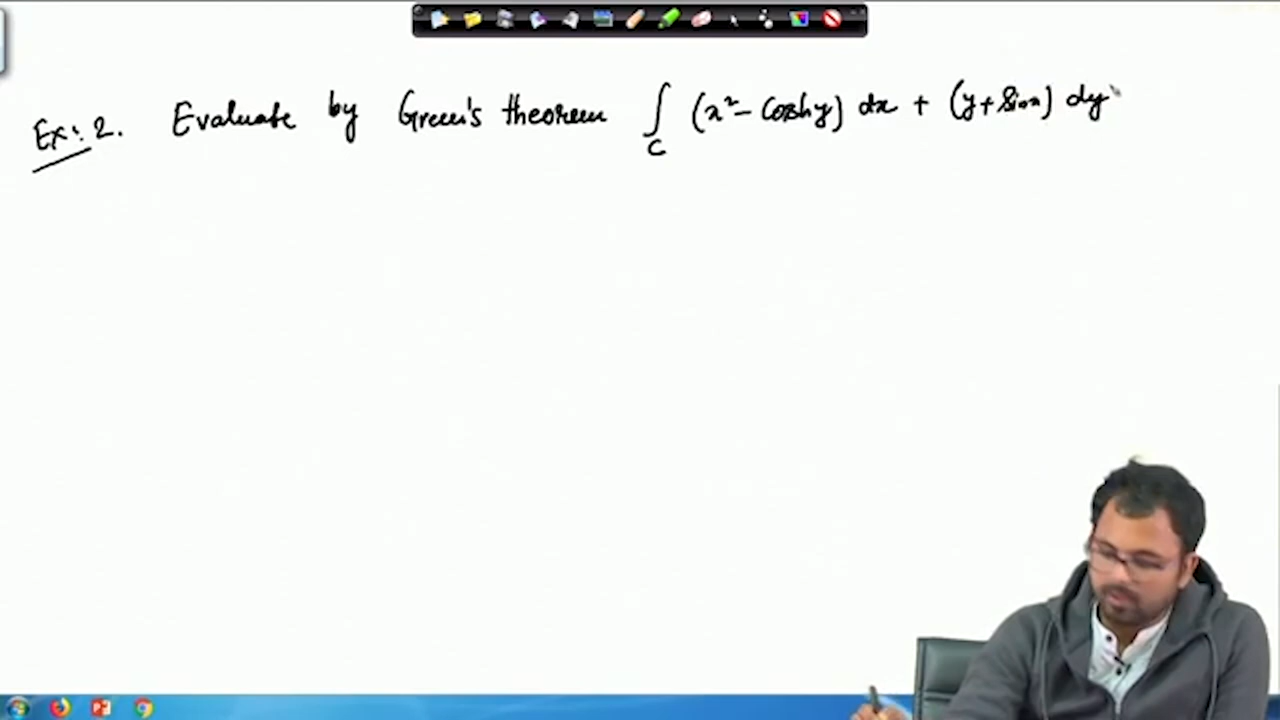 Ex: 2. Evaluate by Green's theorem ∫_C (x² - Coshy) dx + (y + Sinx) dy